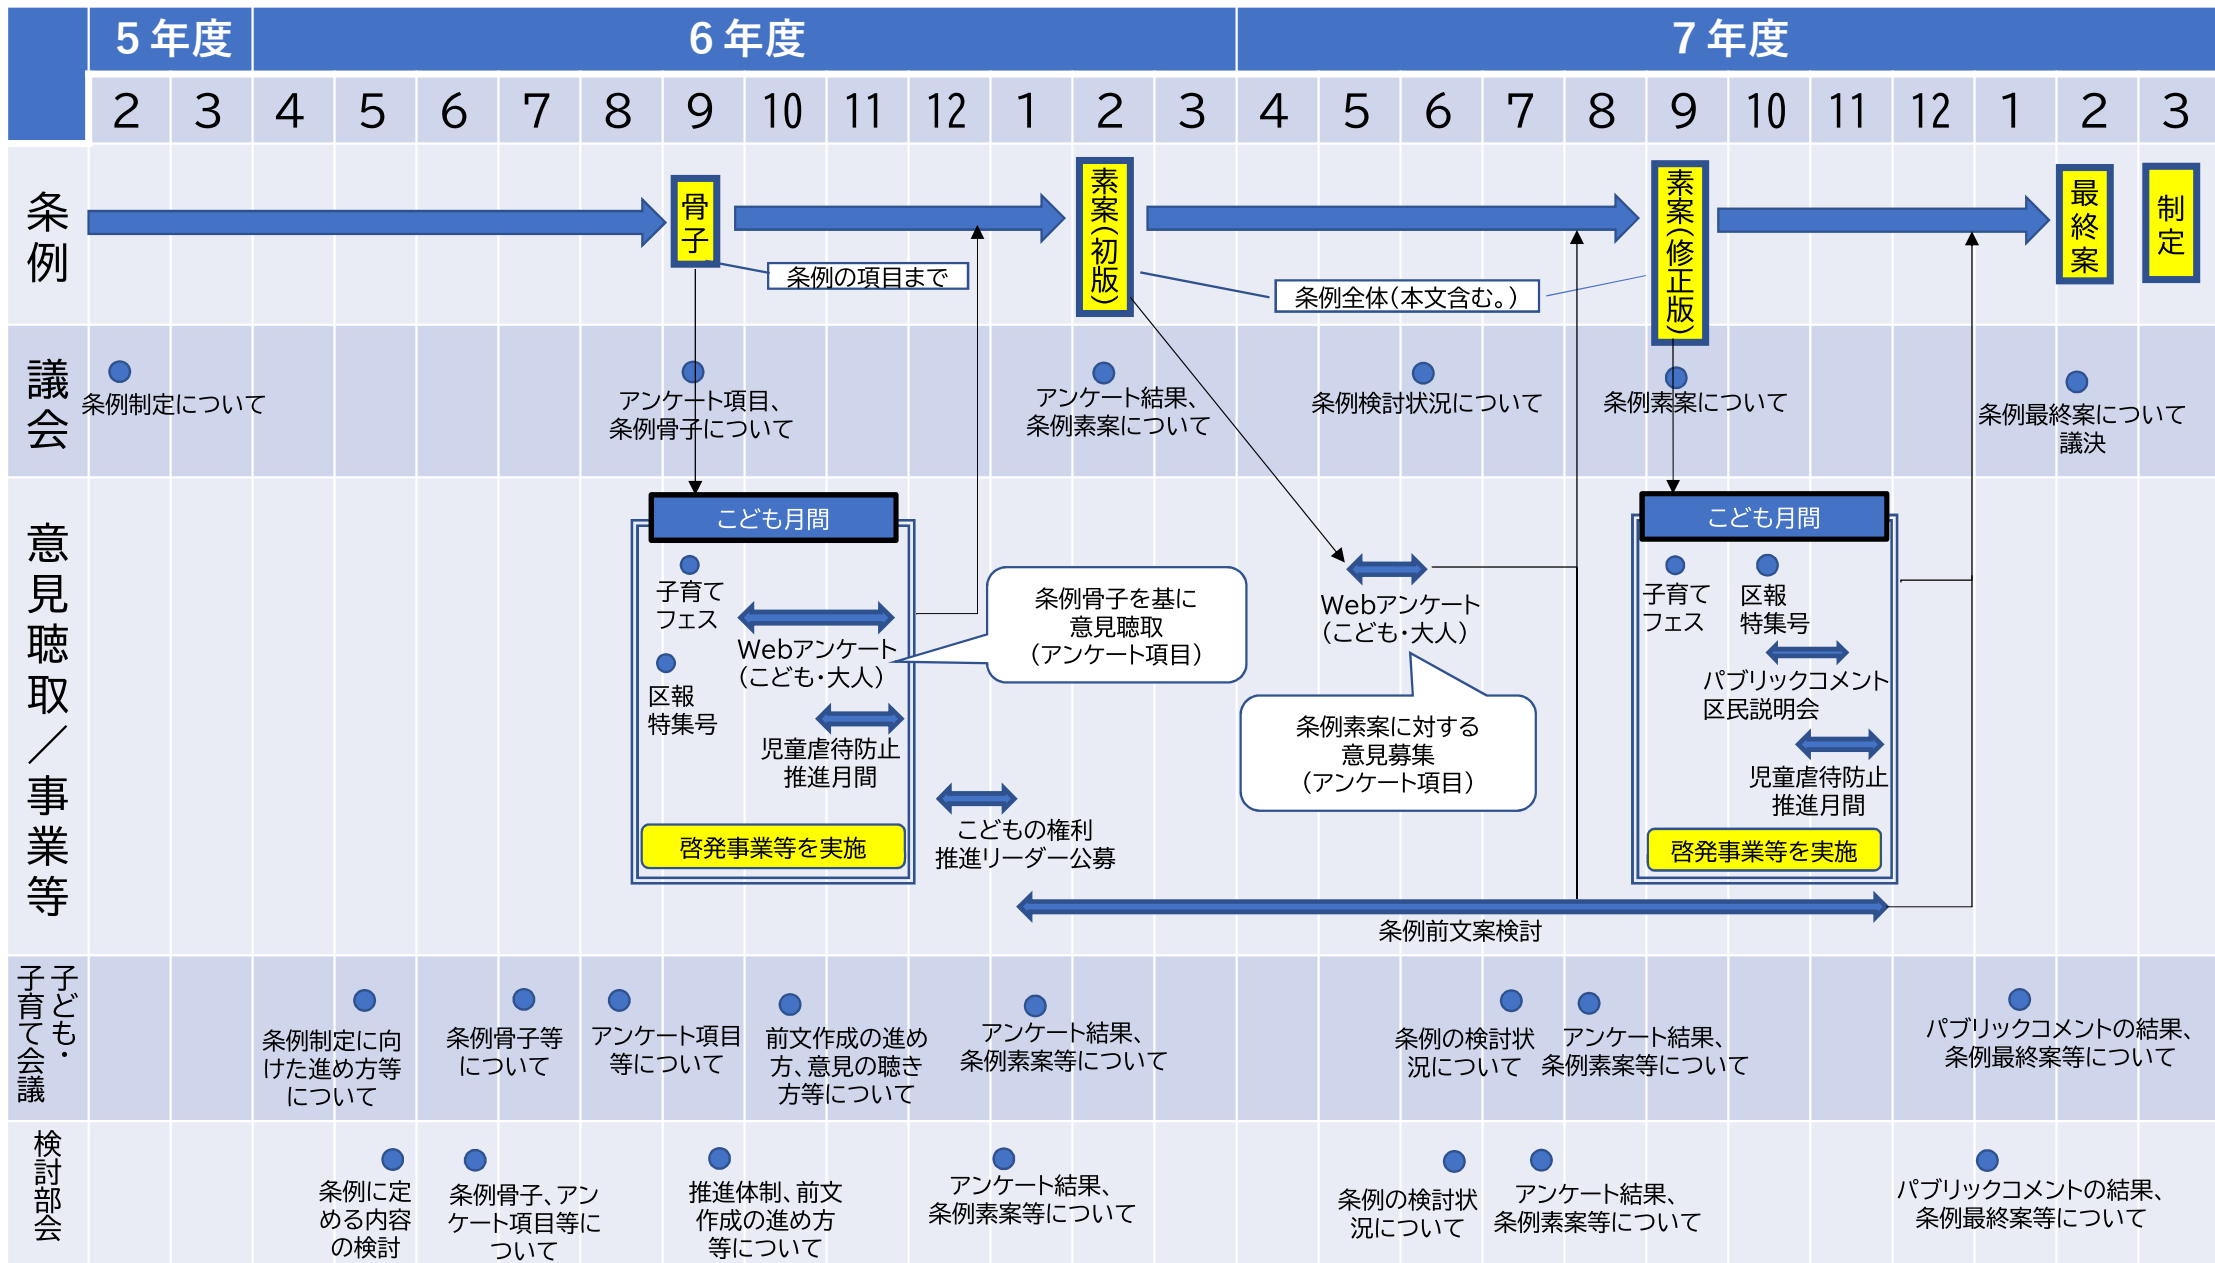 5年度
6年度
7年度
2 3 4 5 6 7 8 9 10 11 12 1 2 3 4 5 6 7 8 9 10 11 12 1 2 3
条例
骨子
素案(初版)
素案(修正版)
最終案
制定
条例の項目まで
条例全体(本文含む。)
議会
条例制定について
アンケート項目、
条例骨子について
アンケート結果、
条例素案について
条例検討状況について
条例素案について
条例最終案について
議決
意見聴取/事業等
こども月間
子育て
フェス
区報
特集号
Webアンケート
(こども・大人)
児童虐待防止
推進月間
啓発事業等を実施
条例骨子を基に
意見聴取
(アンケート項目)
こどもの権利
推進リーダー公募
Webアンケート
(こども・大人)
条例素案に対する
意見募集
(アンケート項目)
条例前文案検討
こども月間
子育て
フェス
区報
特集号
パブリックコメント
区民説明会
児童虐待防止
推進月間
啓発事業等を実施
子ども・
子育て会議
条例制定に向
けた進め方等
について
条例骨子等
について
アンケート項目
等について
前文作成の進め
方、意見の聴き
方等について
アンケート結果、
条例素案等について
条例の検討状
況について
アンケート結果、
条例素案等について
パブリックコメントの結果、
条例最終案等について
検討部会
条例に定
める内容
の検討
条例骨子、アン
ケート項目等に
ついて
推進体制、前文
作成の進め方
等について
アンケート結果、
条例素案等について
条例の検討状
況について
アンケート結果、
条例素案等について
パブリックコメントの結果、
条例最終案等について